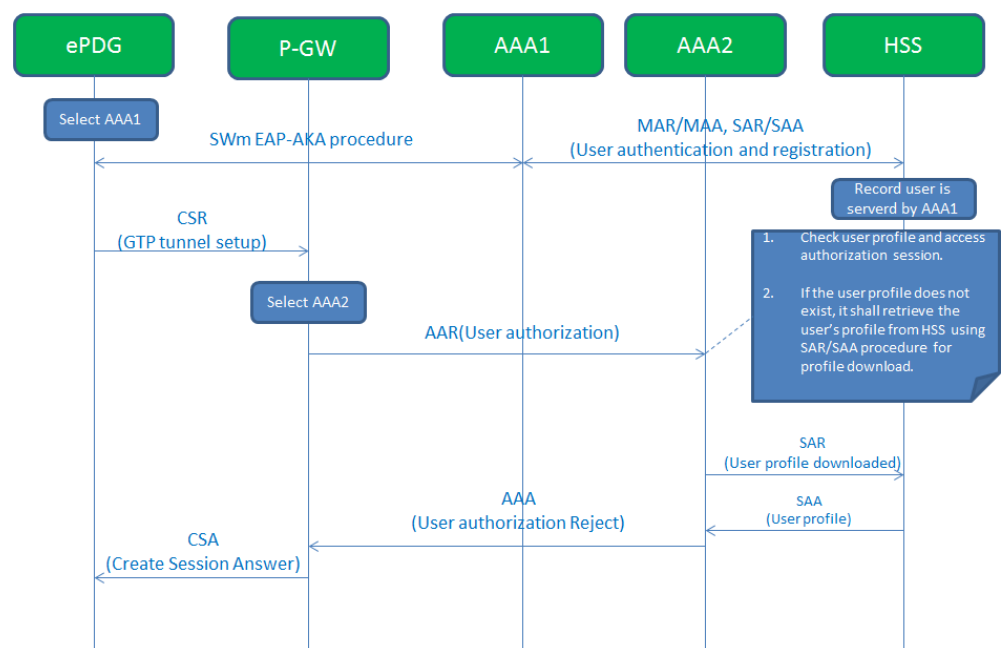 ePDG
P-GW
AAA1
AAA2
HSS
Select AAA1
SWm EAP-AKA procedure
MAR/MAA, SAR/SAA
(User authentication and registration)
Record user is
serverd by AAA1
CSR
(GTP tunnel setup)
1. Check user profile and access
authorization session.
2. If the user profile does not
exist, it shall retrieve the
user's profile from HSS using
SAR/SAA procedure for
profile download.
Select AAA2
AAR(User authorization)
SAR
(User profile downloaded)
SAA
(User profile)
AAA
(User authorization Reject)
CSA
(Create Session Answer)